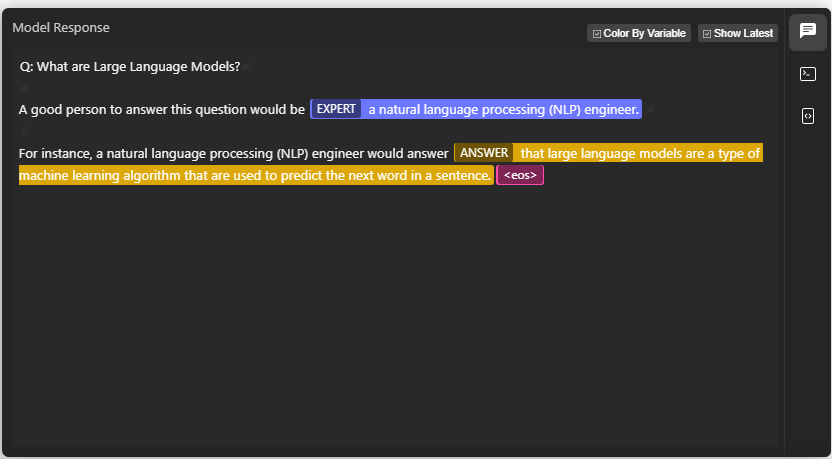 Model Response
Color By Variable
Show Latest
Q: What are Large Language Models?
A good person to answer this question would be EXPERT a natural language processing (NLP) engineer.
For instance, a natural language processing (NLP) engineer would answer ANSWER that large language models are a type of
machine learning algorithm that are used to predict the next word in a sentence. <eos>